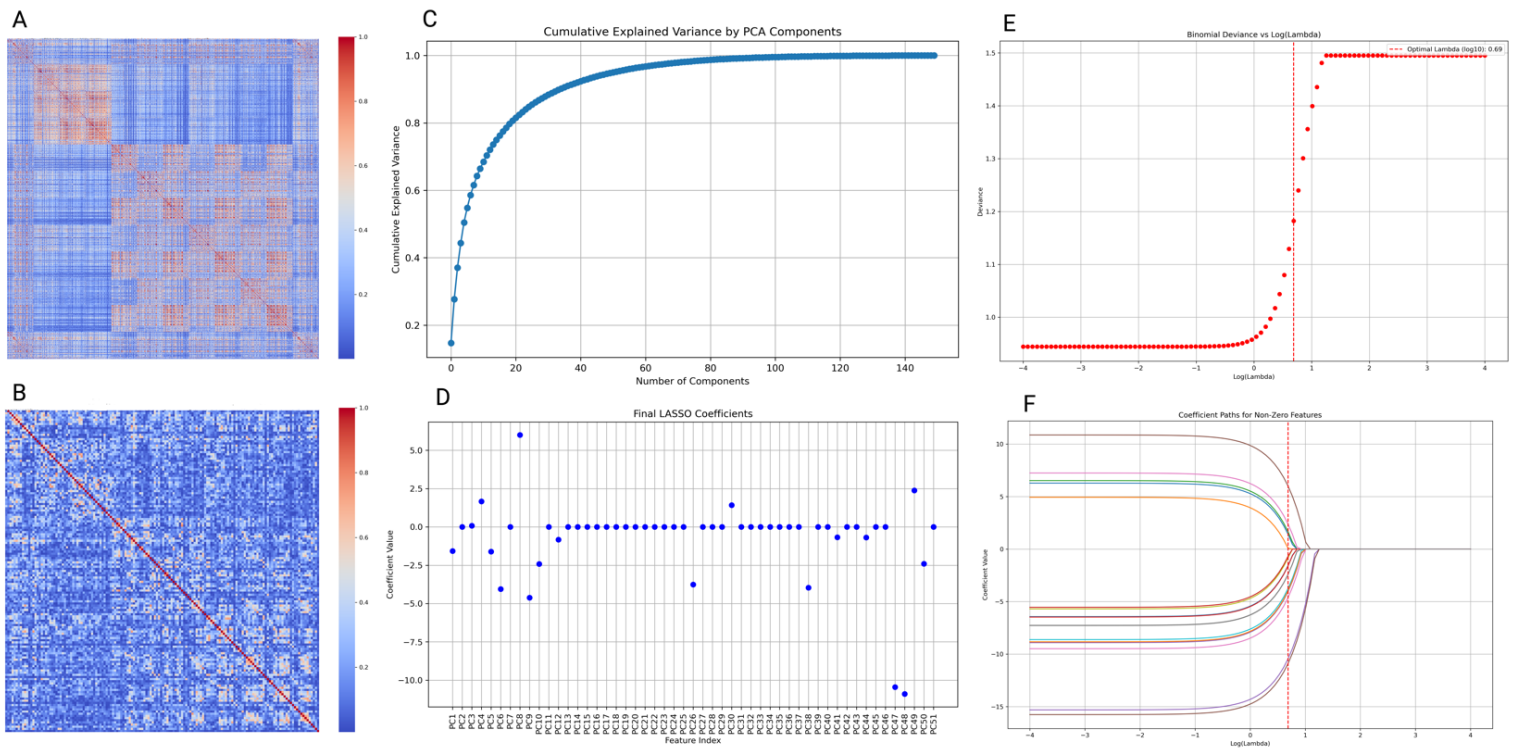 A
1.0
0.8
0.6
0.4
0.2
B
1.0
0.8
0.6
0.4
0.2
C
Cumulative Explained Variance by PCA Components
Cumulative Explained Variance
1.0
0.8
0.6
0.4
0.2
0 20 40 60 80 100 120 140
Number of Components
D
Final LASSO Coefficients
Coefficient Value
5.0
2.5
0.0
−2.5
−5.0
−7.5
−10.0
PC1 PC2 PC3 PC4 PC5 PC6 PC7 PC8 PC9 PC10 PC11 PC12 PC13 PC14 PC15 PC16 PC17 PC18 PC19 PC20 PC21 PC22 PC23 PC24 PC25 PC26 PC27 PC28 PC29 PC30 PC31 PC32 PC33 PC34 PC35 PC36 PC37 PC38 PC39 PC40 PC41 PC42 PC43 PC44 PC45 PC46 PC47 PC48 PC49 PC50 PC51
Feature Index
E
Binomial Deviance vs Log(Lambda)
Optimal Lambda (log10): 0.69
Deviance
1.5
1.4
1.3
1.2
1.1
1.0
−4 −3 −2 −1 0 1 2 3 4
Log(Lambda)
F
Coefficient Paths for Non-Zero Features
Coefficient Value
10
5
0
−5
−10
−15
−4 −3 −2 −1 0 1 2 3 4
Log(Lambda)